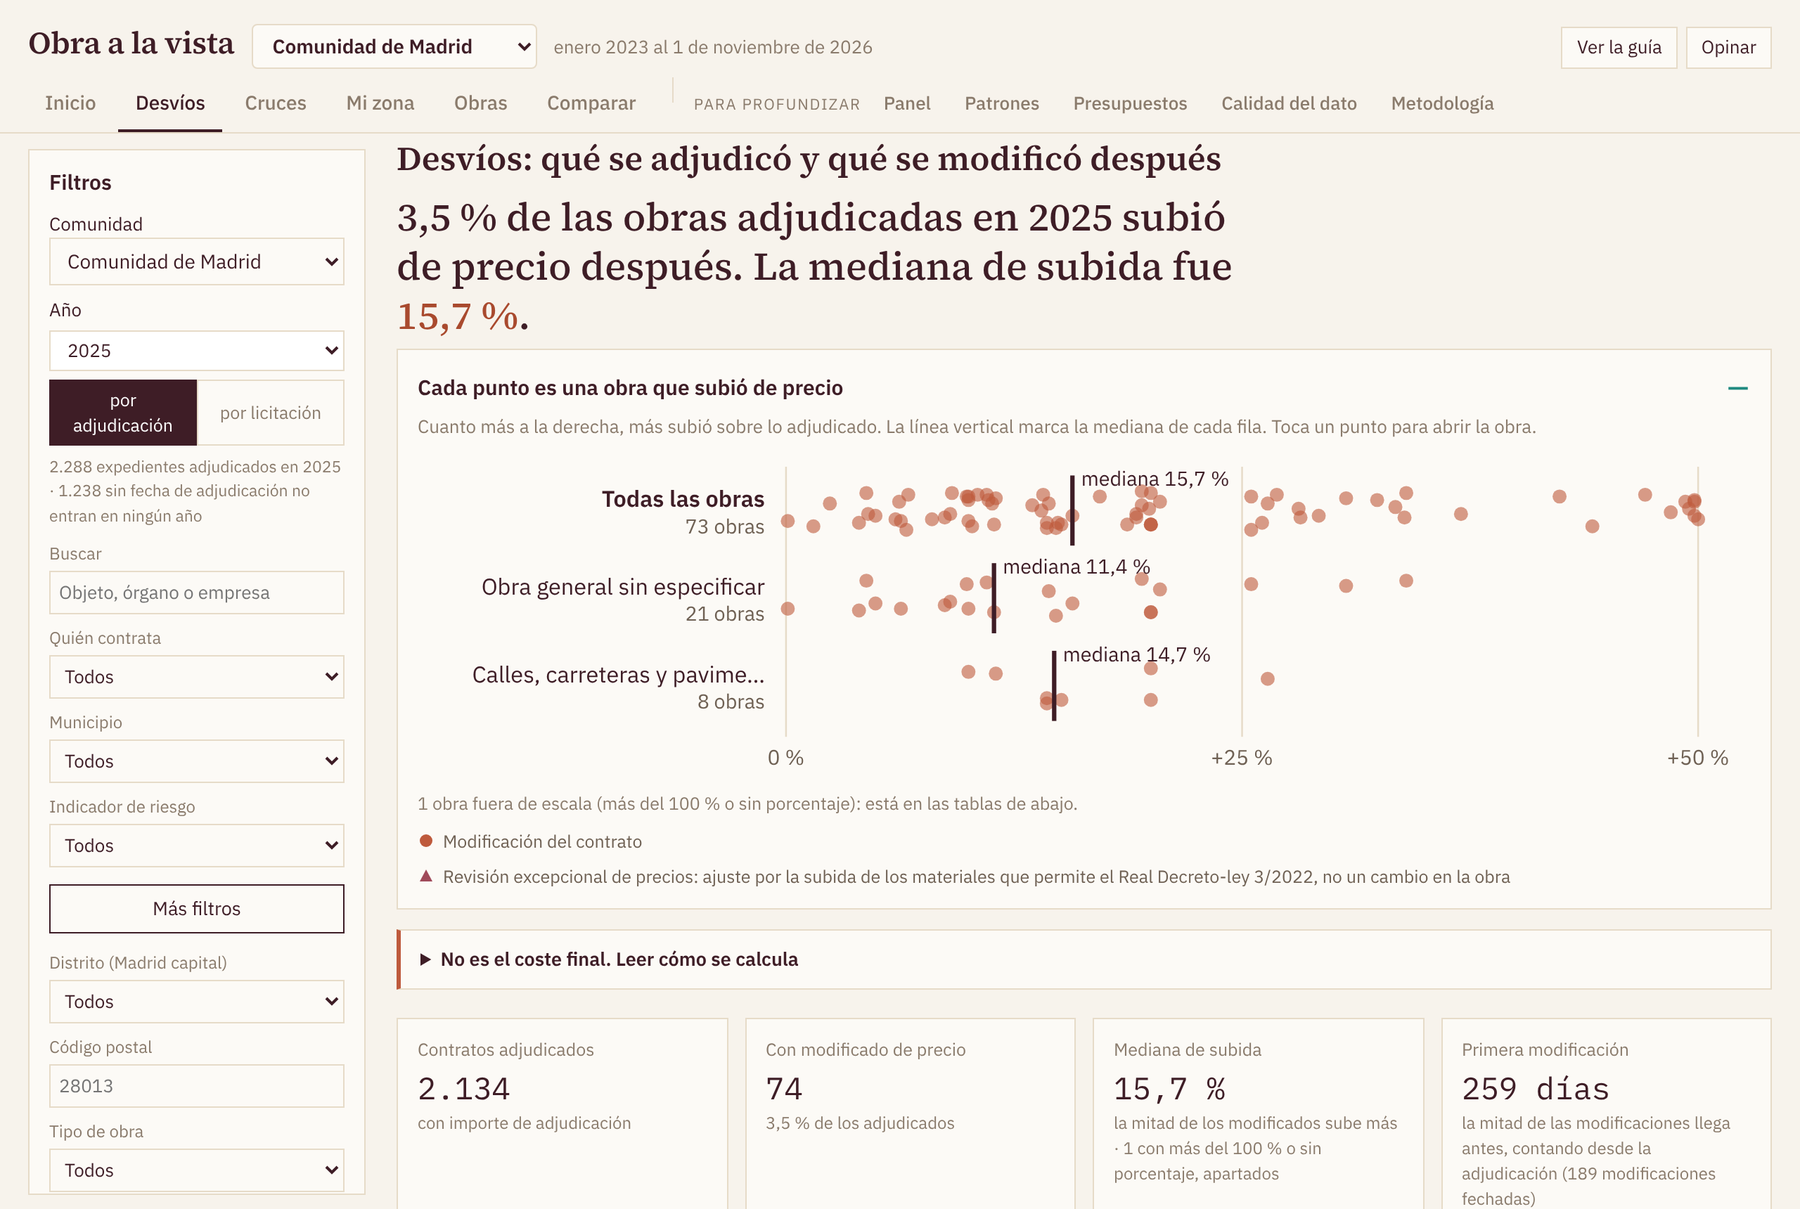 Obra a la vista
Comunidad de Madrid
enero 2023 al 1 de noviembre de 2026
Ver la guía
Opinar
Inicio
Desvíos
Cruces
Mi zona
Obras
Comparar
PARA PROFUNDIZAR
Panel
Patrones
Presupuestos
Calidad del dato
Metodología
Filtros
Comunidad
Comunidad de Madrid
Año
2025
por
adjudicación
por licitación
2.288 expedientes adjudicados en 2025
· 1.238 sin fecha de adjudicación no
entran en ningún año
Buscar
Objeto, órgano o empresa
Quién contrata
Todos
Municipio
Todos
Indicador de riesgo
Todos
Más filtros
Distrito (Madrid capital)
Todos
Código postal
28013
Tipo de obra
Todos
Desvíos: qué se adjudicó y qué se modificó después
3,5 % de las obras adjudicadas en 2025 subió
de precio después. La mediana de subida fue
15,7 %.
Cada punto es una obra que subió de precio
Cuanto más a la derecha, más subió sobre lo adjudicado. La línea vertical marca la mediana de cada fila. Toca un punto para abrir la obra.
Todas las obras
73 obras
mediana 15,7 %
Obra general sin especificar
21 obras
mediana 11,4 %
Calles, carreteras y pavime...
8 obras
mediana 14,7 %
0 %
+25 %
+50 %
1 obra fuera de escala (más del 100 % o sin porcentaje): está en las tablas de abajo.
Modificación del contrato
Revisión excepcional de precios: ajuste por la subida de los materiales que permite el Real Decreto-ley 3/2022, no un cambio en la obra
No es el coste final. Leer cómo se calcula
Contratos adjudicados
2.134
con importe de adjudicación
Con modificado de precio
74
3,5 % de los adjudicados
Mediana de subida
15,7 %
la mitad de los modificados sube más
· 1 con más del 100 % o sin
porcentaje, apartados
Primera modificación
259 días
la mitad de las modificaciones llega
antes, contando desde la
adjudicación (189 modificaciones
fechadas)